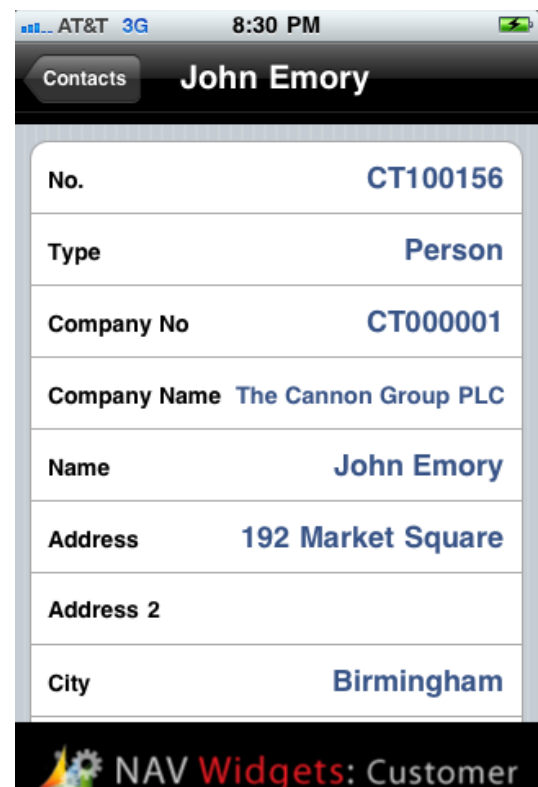 AT&T 3G 8:30 PM
Contacts John Emory
No. CT100156
Type Person
Company No CT000001
Company Name The Cannon Group PLC
Name John Emory
Address 192 Market Square
Address 2
City Birmingham
NAV Widgets: Customer